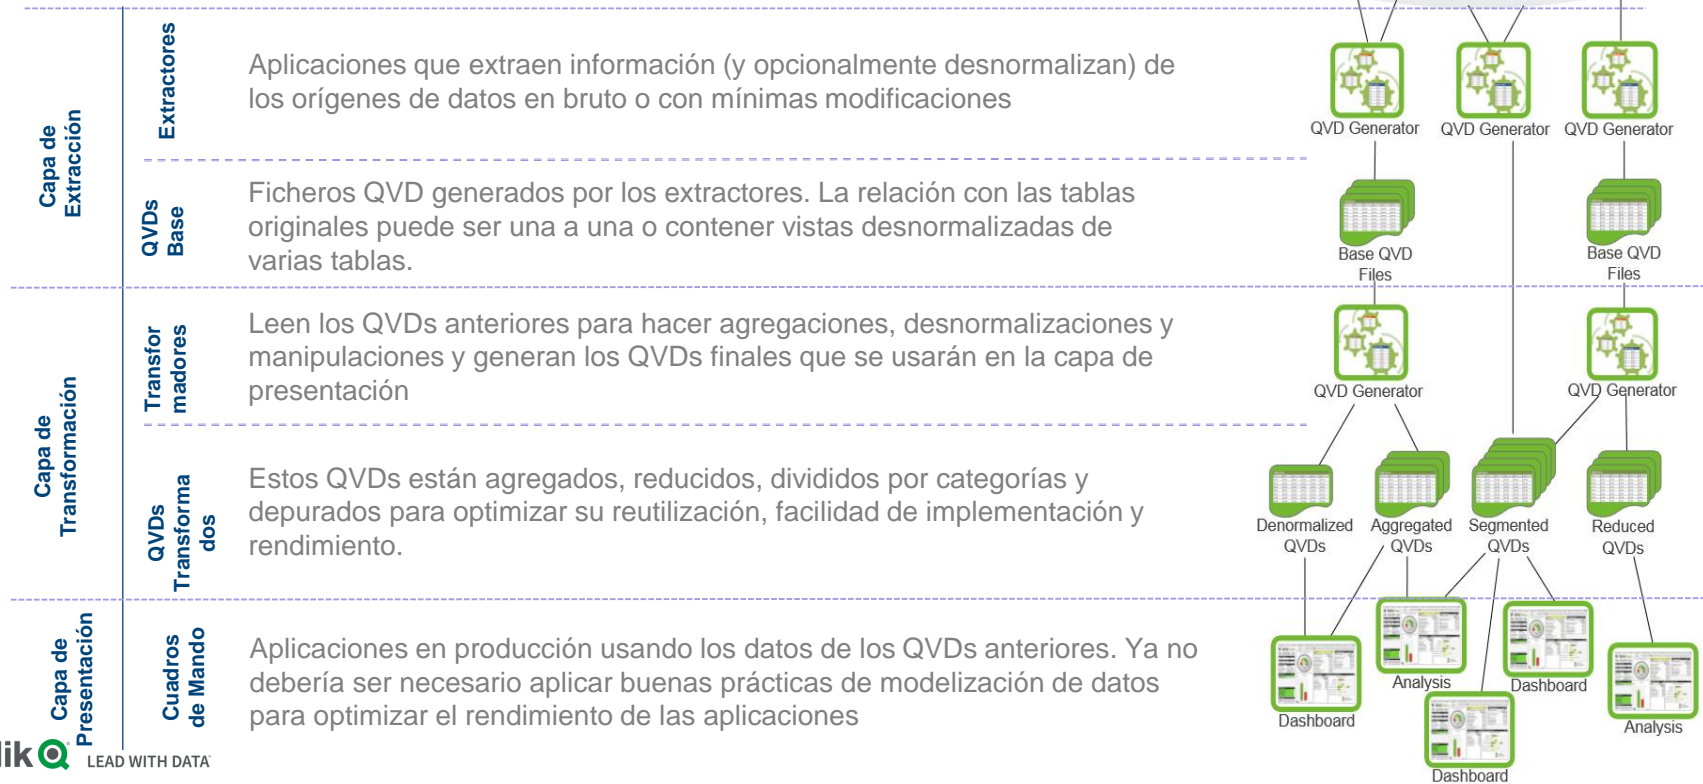 Capa de
Extracción
Extractores
Aplicaciones que extraen información (y opcionalmente desnormalizan) de
los orígenes de datos en bruto o con mínimas modificaciones
QVD Generator
QVD Generator
QVD Generator
QVDs
Base
Ficheros QVD generados por los extractores. La relación con las tablas
originales puede ser una a una o contener vistas desnormalizadas de
varias tablas.
Base QVD
Files
Base QVD
Files
Capa de
Transformación
Transfor
madores
Leen los QVDs anteriores para hacer agregaciones, desnormalizaciones y
manipulaciones y generan los QVDs finales que se usarán en la capa de
presentación
QVD Generator
QVD Generator
QVDs
Transforma
dos
Estos QVDs están agregados, reducidos, divididos por categorías y
depurados para optimizar su reutilización, facilidad de implementación y
rendimiento.
Denormalized
QVDs
Aggregated
QVDs
Segmented
QVDs
Reduced
QVDs
Capa de
Presentación
Cuadros
de Mando
Aplicaciones en producción usando los datos de los QVDs anteriores. Ya no
debería ser necesario aplicar buenas prácticas de modelización de datos
para optimizar el rendimiento de las aplicaciones
Dashboard
Analysis
Dashboard
Dashboard
Analysis
lik
LEAD WITH DATA